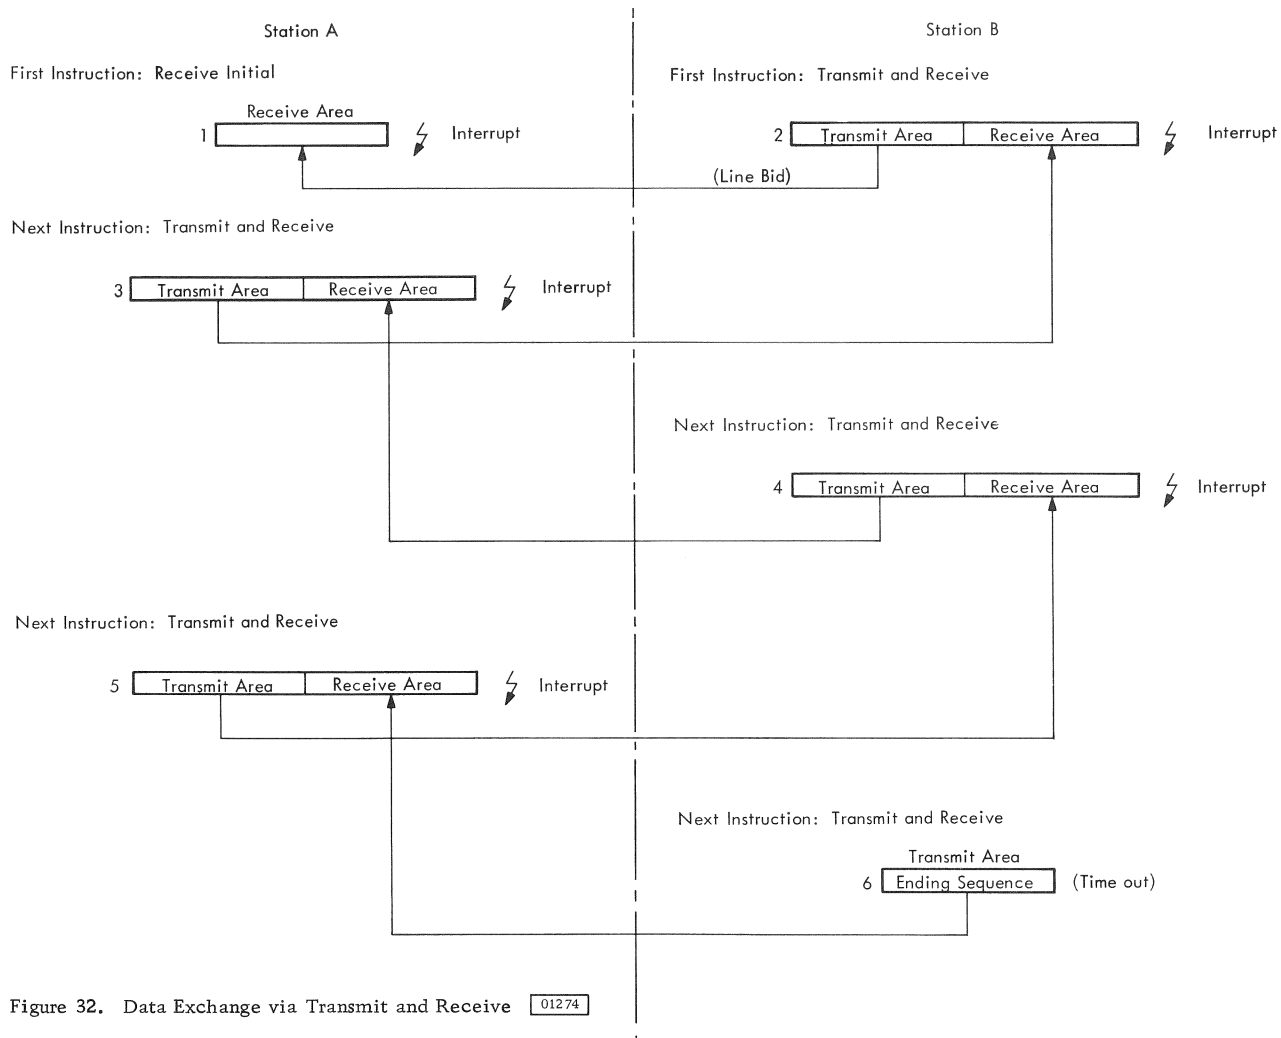 Station A
Station B
First Instruction: Receive Initial
First Instruction: Transmit and Receive
Receive Area
1
Interrupt
2 Transmit Area Receive Area
Interrupt
(Line Bid)
Next Instruction: Transmit and Receive
3 Transmit Area Receive Area
Interrupt
Next Instruction: Transmit and Receive
4 Transmit Area Receive Area
Interrupt
Next Instruction: Transmit and Receive
5 Transmit Area Receive Area
Interrupt
Next Instruction: Transmit and Receive
Transmit Area
6 Ending Sequence (Time out)
Figure 32. Data Exchange via Transmit and Receive 01274